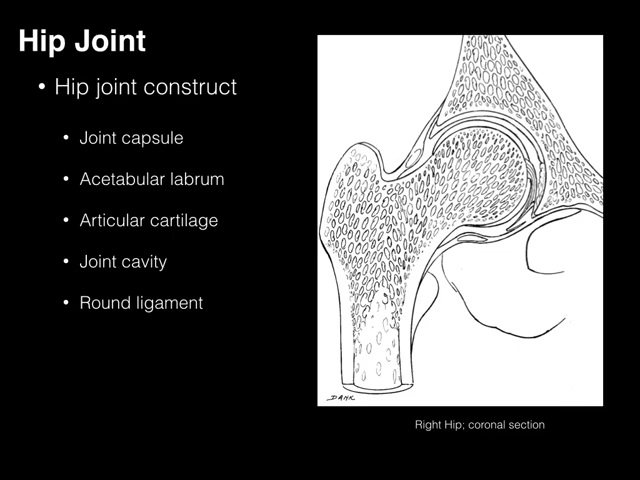 Hip Joint
• Hip joint construct
• Joint capsule
• Acetabular labrum
• Articular cartilage
• Joint cavity
• Round ligament
DAHK
Right Hip; coronal section